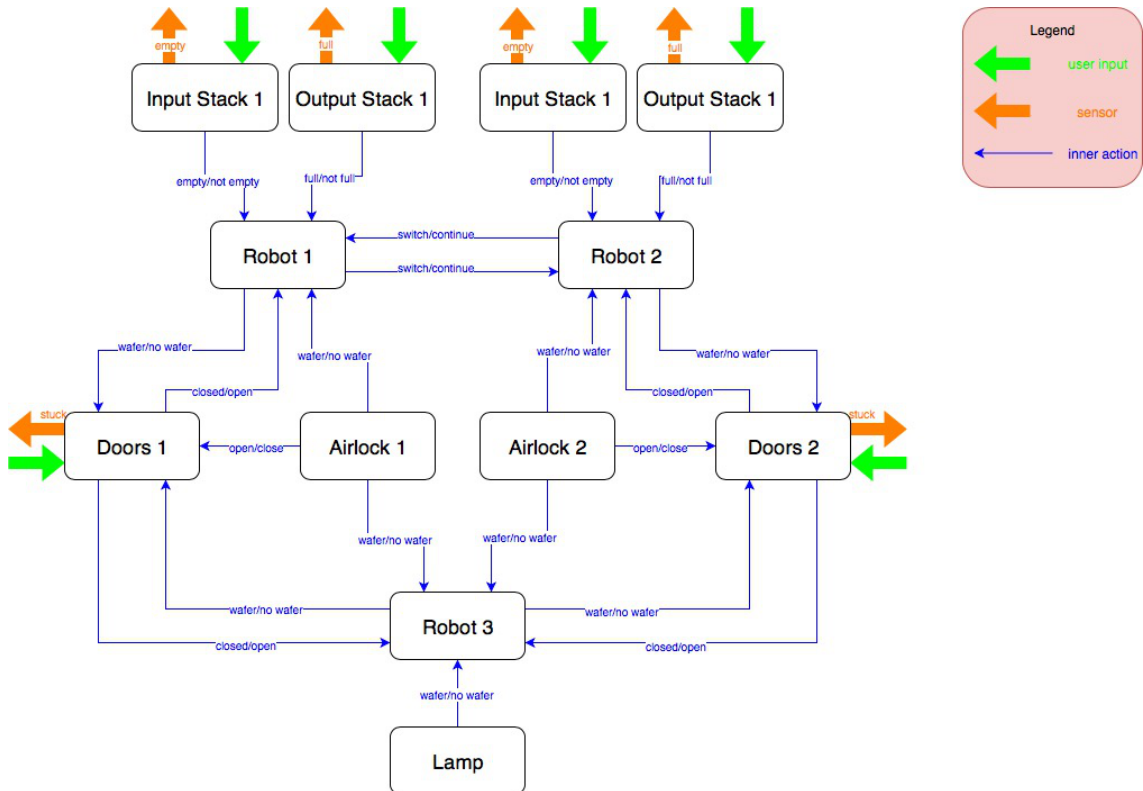 empty
full
empty
full
Legend
user input
sensor
inner action
Input Stack 1
Output Stack 1
Input Stack 1
Output Stack 1
empty/not empty
full/not full
empty/not empty
full/not full
Robot 1
switch/continue
switch/continue
Robot 2
wafer/no wafer
wafer/no wafer
wafer/no wafer
wafer/no wafer
closed/open
closed/open
stuck
stuck
Doors 1
open/close
Airlock 1
Airlock 2
open/close
Doors 2
wafer/no wafer
wafer/no wafer
wafer/no wafer
wafer/no wafer
Robot 3
closed/open
closed/open
wafer/no wafer
Lamp